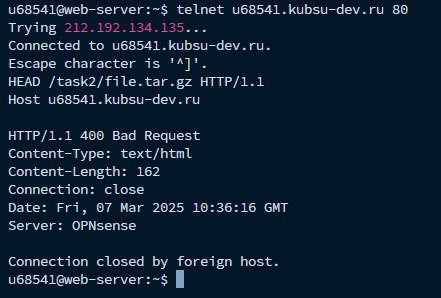 u68541@web-server:~$ telnet u68541.kubsu-dev.ru 80
Trying 212.192.134.135...
Connected to u68541.kubsu-dev.ru.
Escape character is '^]'.
HEAD /task2/file.tar.gz HTTP/1.1
Host u68541.kubsu-dev.ru

HTTP/1.1 400 Bad Request
Content-Type: text/html
Content-Length: 162
Connection: close
Date: Fri, 07 Mar 2025 10:36:16 GMT
Server: OPNsense

Connection closed by foreign host.
u68541@web-server:~$